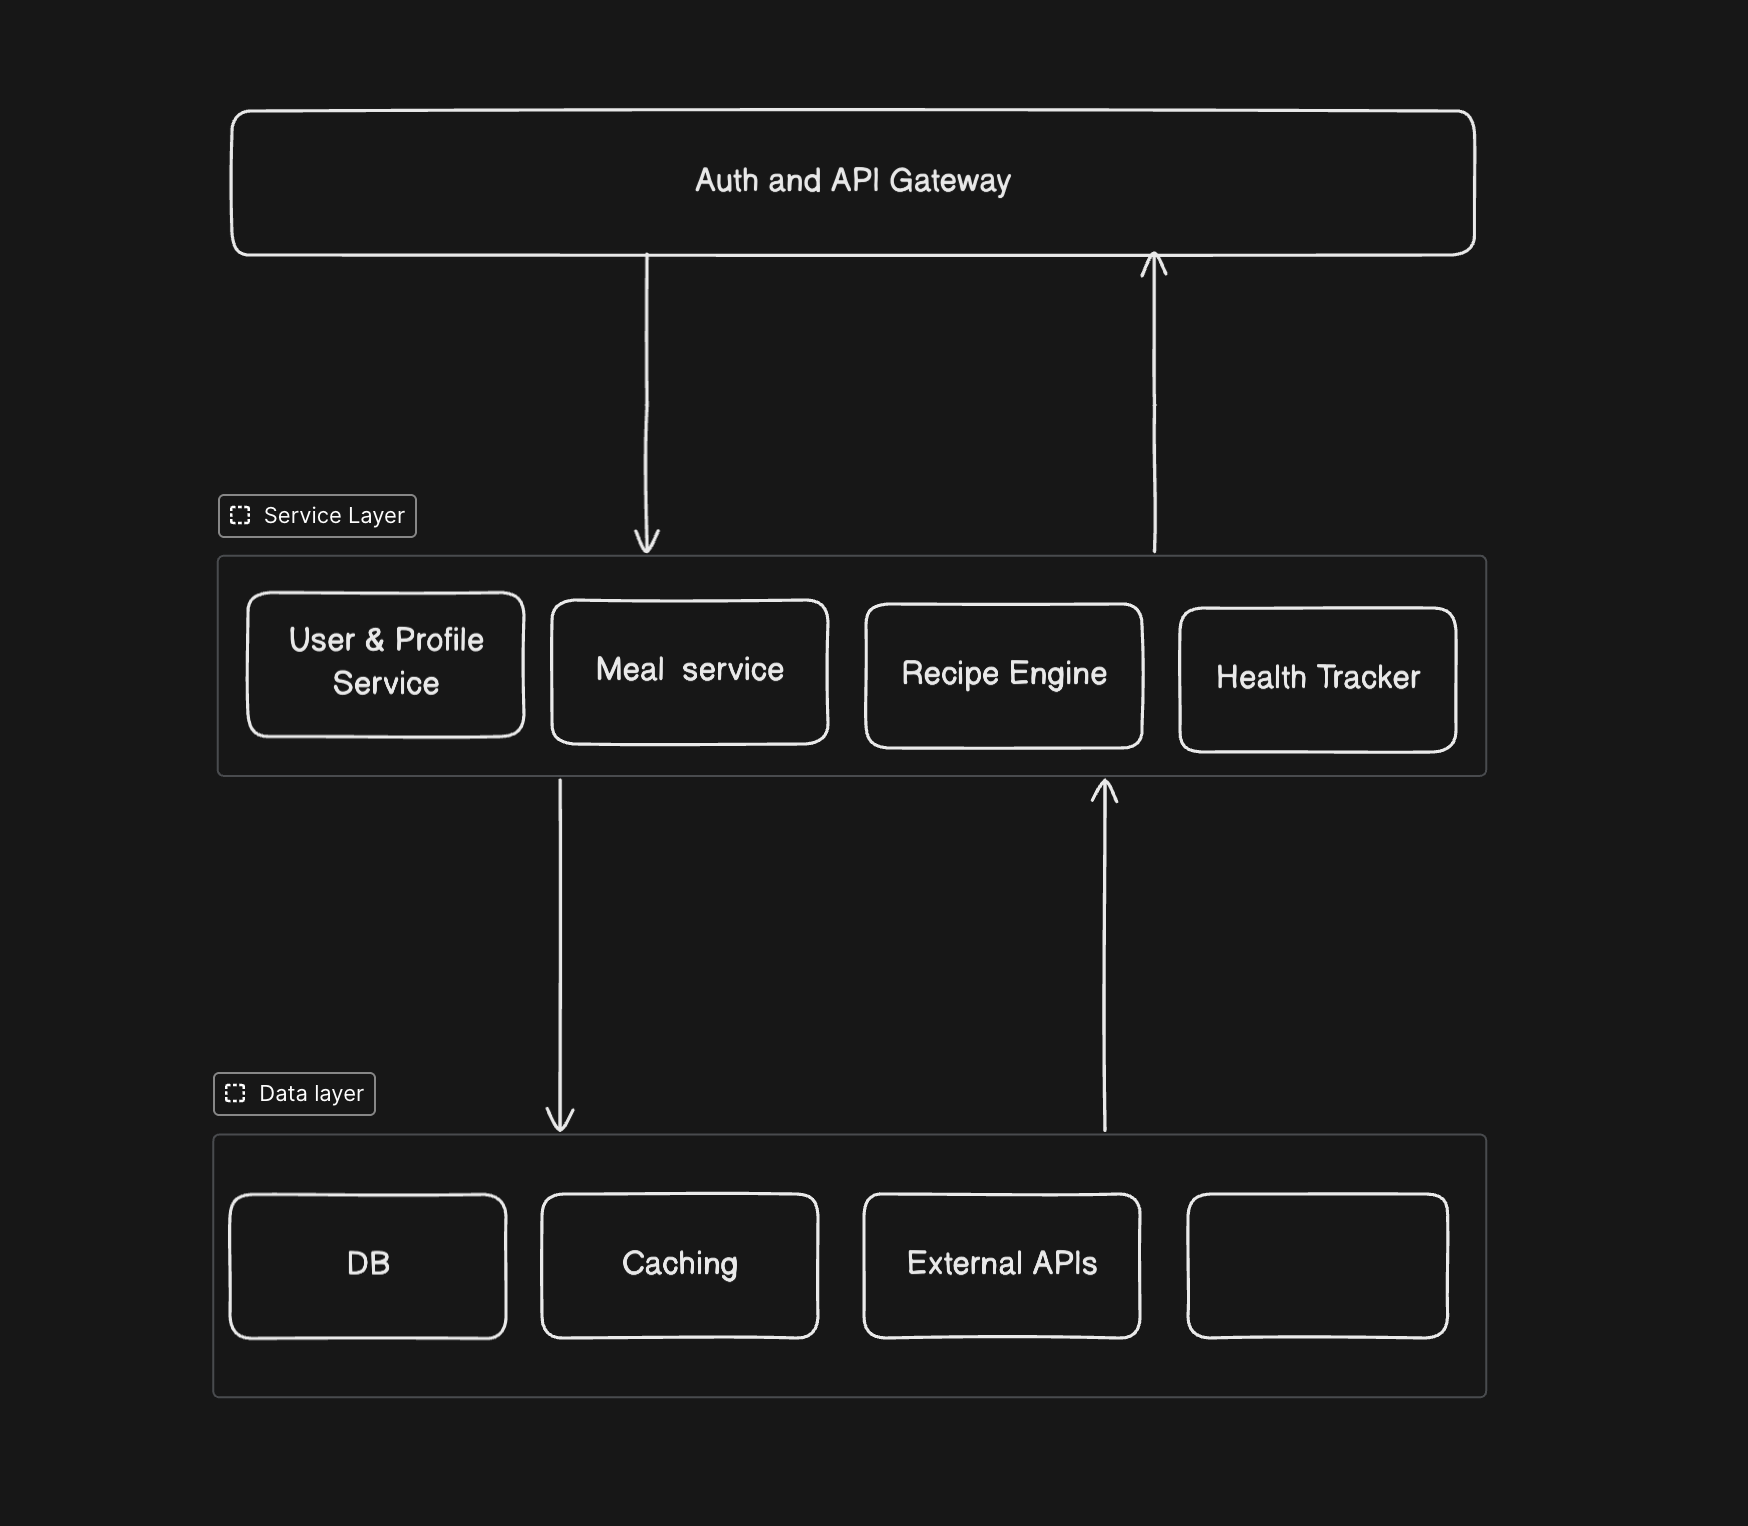 Auth and API Gateway
Service Layer
User & Profile
Service
Meal  service
Recipe Engine
Health Tracker
Data layer
DB
Caching
External APIs